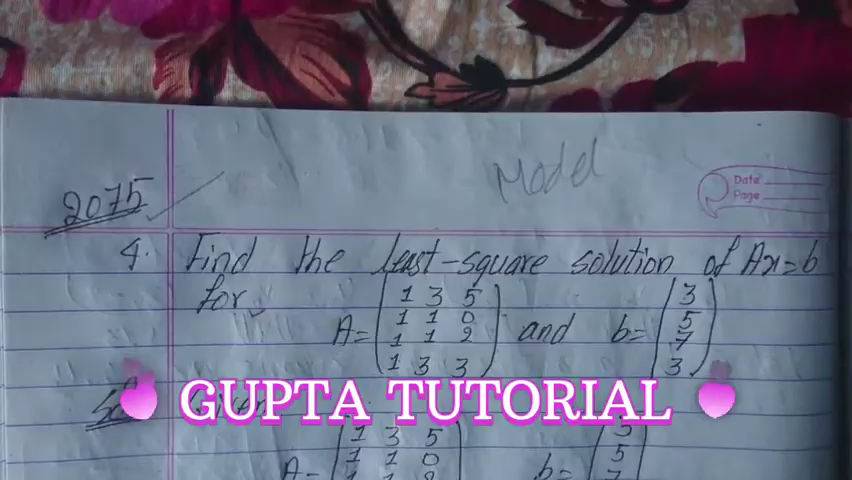 Model
Date
Page
2075
4. Find the least-square solution of Ax=b
for
A= 1 3 5
1 1 0
1 1 2
1 3 3
and b= 3
5
7
3
GUPTA TUTORIAL
Given
A= 1 3 5
1 1 0
b= 3
5